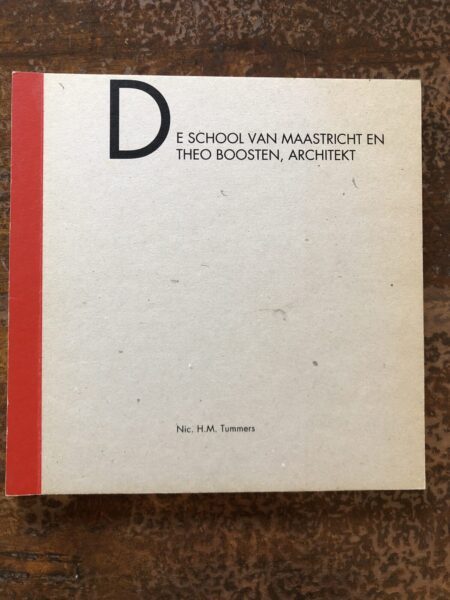 DE SCHOOL VAN MAASTRICHT EN
THEO BOOSTEN, ARCHITEKT
Nic. H.M. Tummers